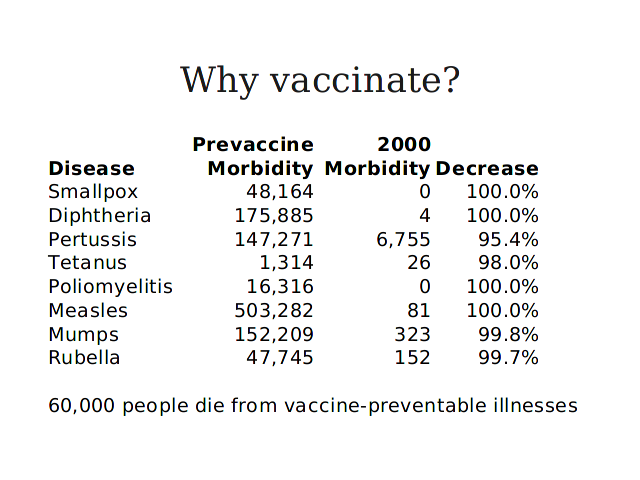 Why vaccinate?
Prevaccine 2000
Disease Morbidity Morbidity Decrease
Smallpox 48,164 0 100.0%
Diphtheria 175,885 4 100.0%
Pertussis 147,271 6,755 95.4%
Tetanus 1,314 26 98.0%
Poliomyelitis 16,316 0 100.0%
Measles 503,282 81 100.0%
Mumps 152,209 323 99.8%
Rubella 47,745 152 99.7%
60,000 people die from vaccine-preventable illnesses